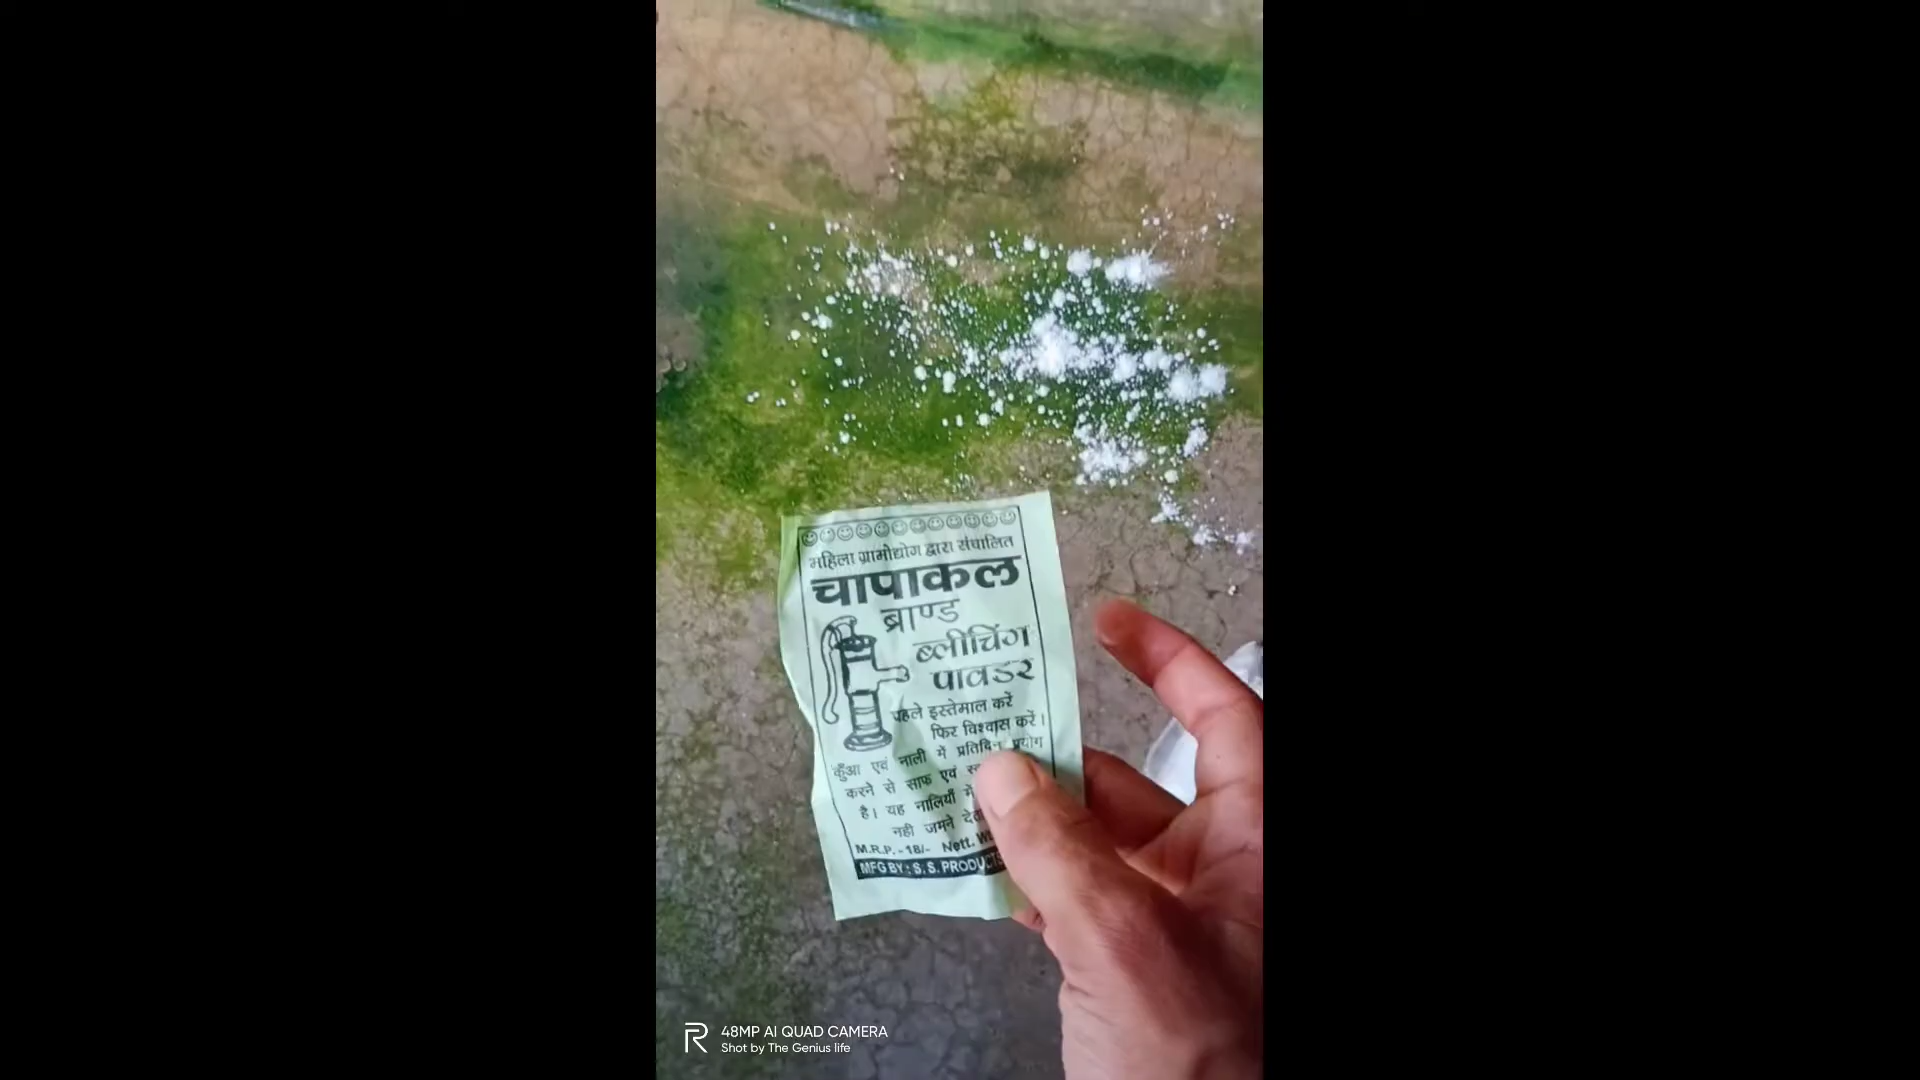 महिला ग्रामोद्योग द्वारा संचालित
चापाकल
ब्राण्ड
ब्लीचिंग
पावडर
पहले इस्तेमाल करें
फिर विश्वास करें।
कुँआ एवं नाली में प्रतिदिन प्रयोग
करने से साफ एवं
है। यह नालियाँ में
नही जमने
M.R.P.-18/- Nett.
MFG BY: S. S. PRODUCTS
48MP AI QUAD CAMERA
Shot by The Genius life